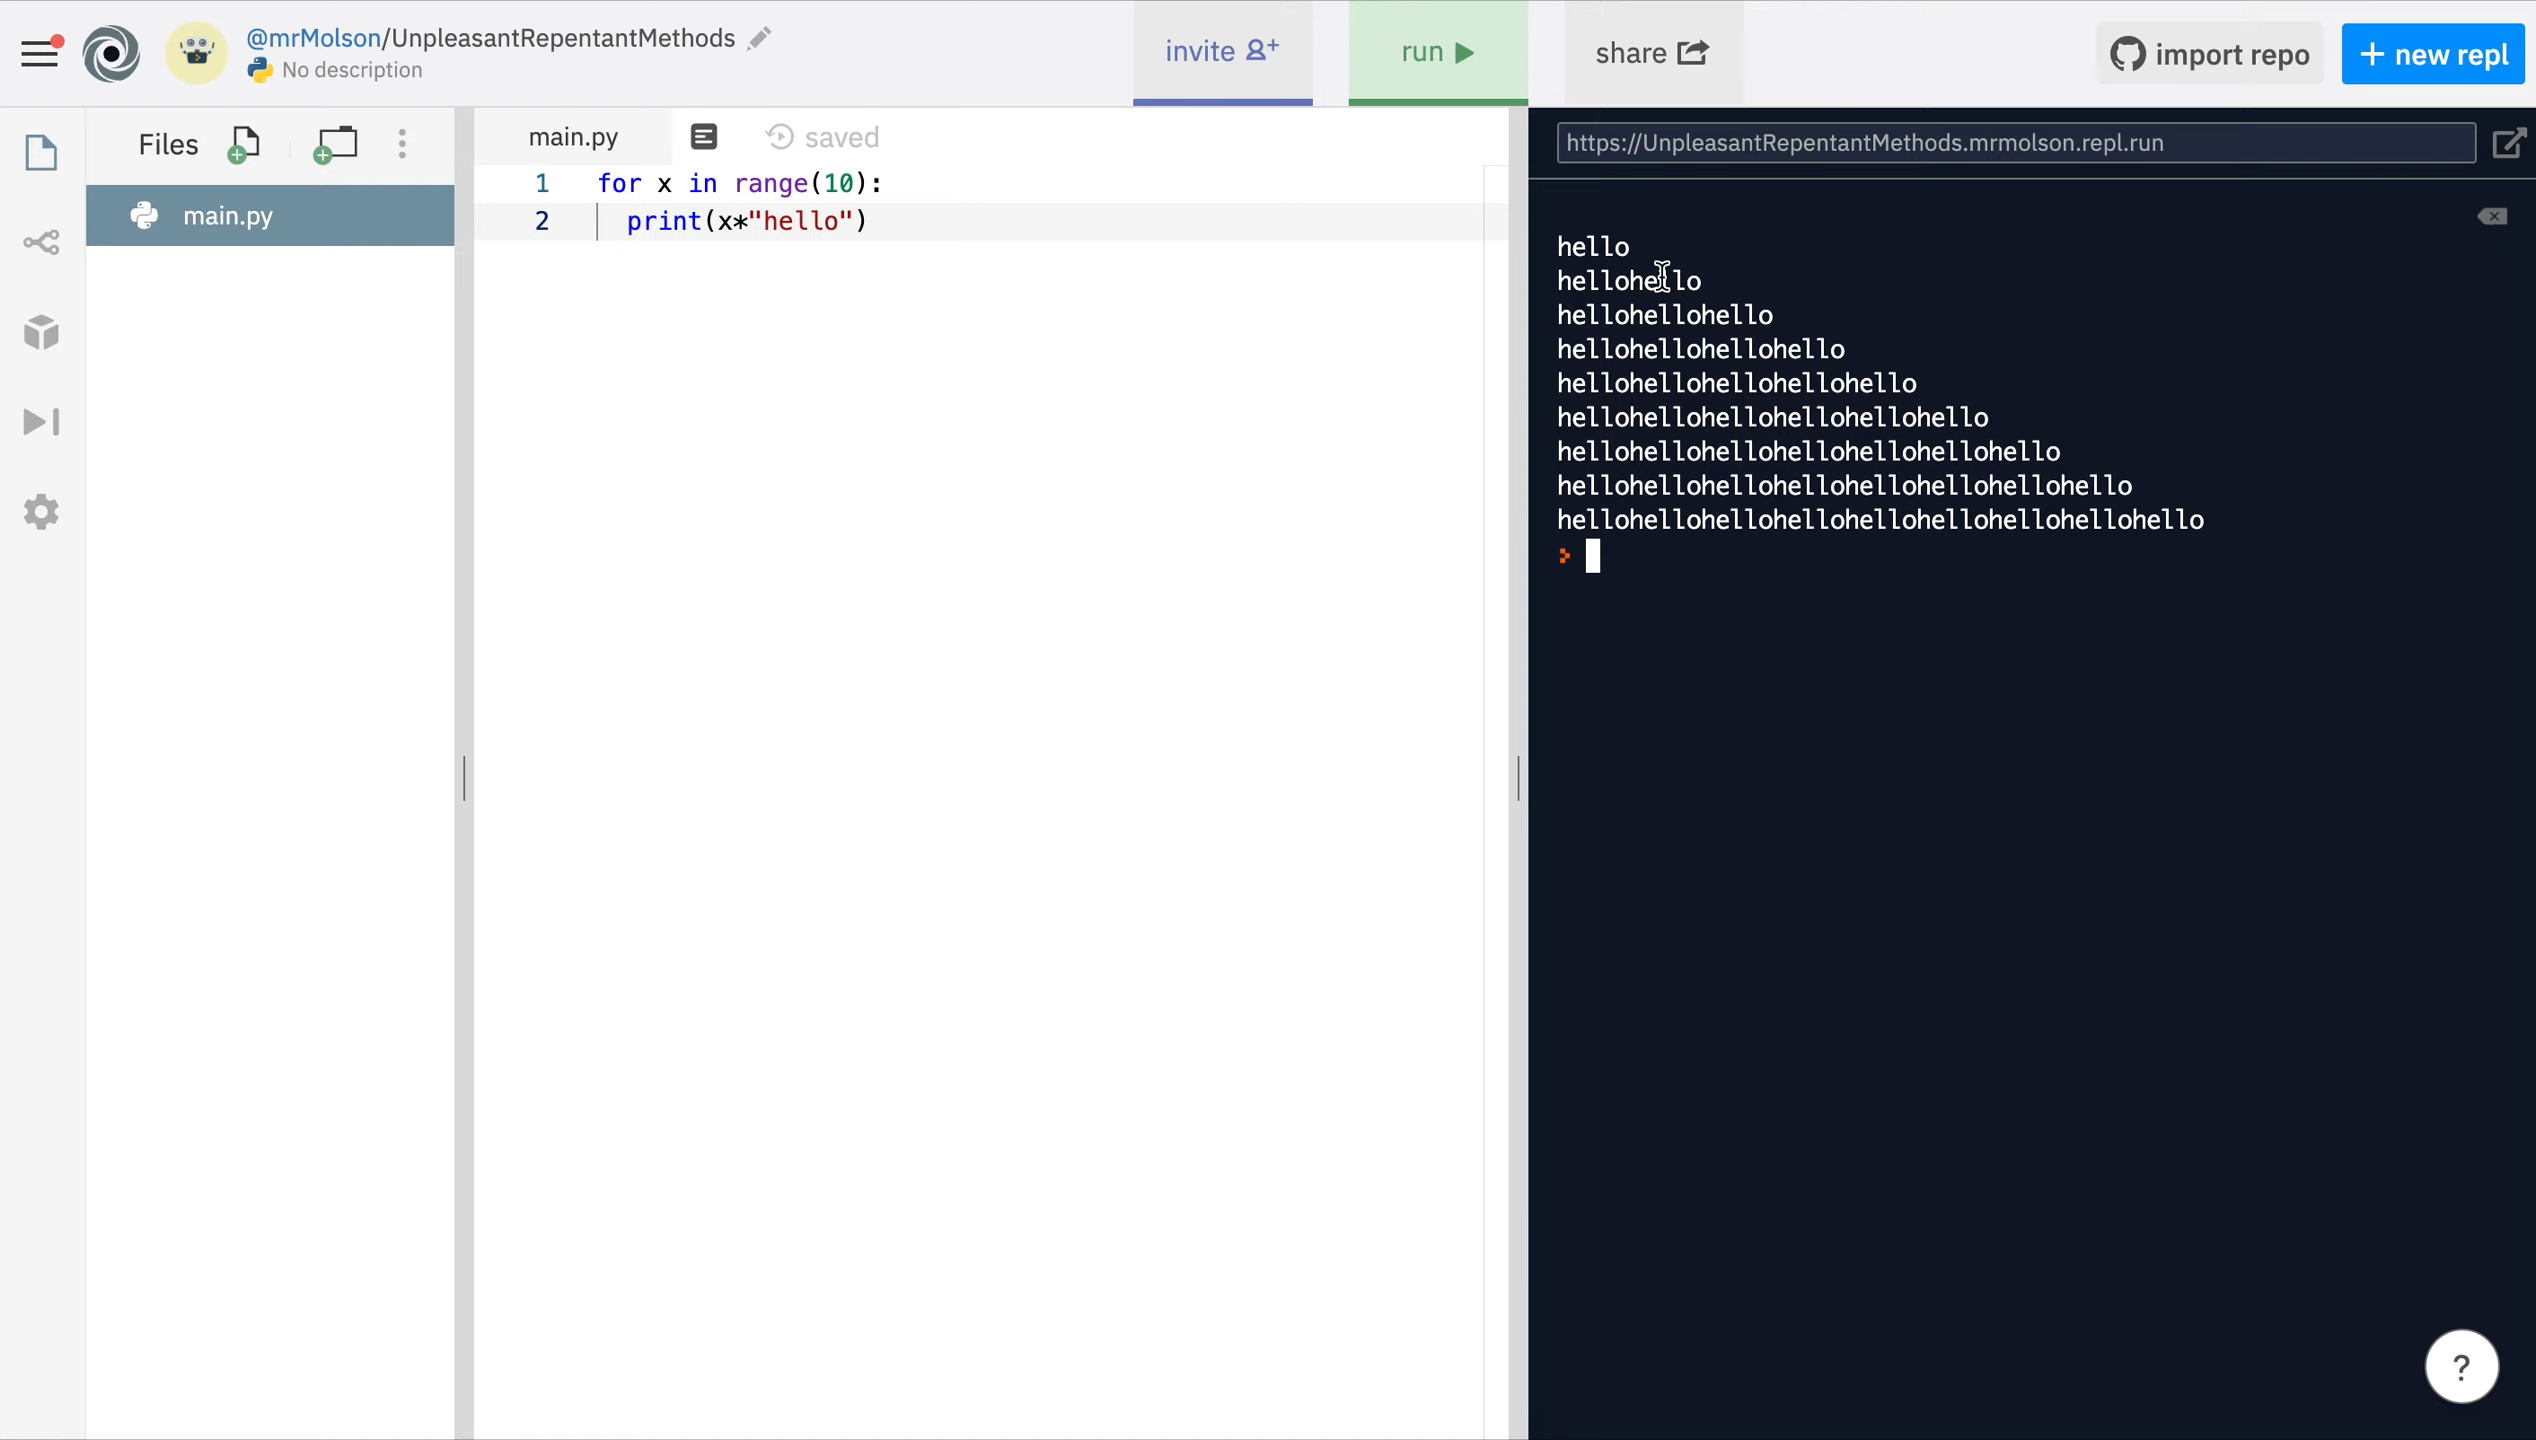 @mrMolson/UnpleasantRepentantMethods
No description
invite
run
share
import repo
+ new repl
Files
main.py
main.py
saved
1 for x in range(10):
2 print(x*"hello")
https://UnpleasantRepentantMethods.mrmolson.repl.run
hello
hellohello
hellohellohello
hellohellohellohello
hellohellohellohellohello
hellohellohellohellohellohello
hellohellohellohellohellohellohello
hellohellohellohellohellohellohellohello
hellohellohellohellohellohellohellohellohello
>
?